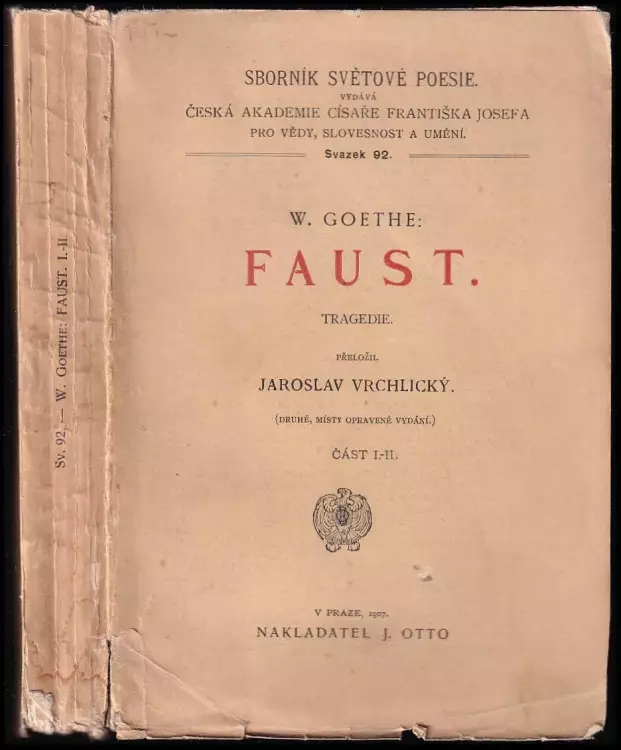 SBORNÍK SVĚTOVÉ POESIE.
VYDÁVÁ
ČESKÁ AKADEMIE CÍSAŘE FRANTIŠKA JOSEFA
PRO VĚDY, SLOVESNOST A UMĚNÍ.
Svazek 92.
W. GOETHE:
FAUST.
TRAGEDIE.
PŘELOŽIL
JAROSLAV VRCHLICKÝ.
(DRUHÉ, MÍSTY OPRAVENÉ VYDÁNÍ.)
ČÁST I.-II.
V PRAZE, 1907.
NAKLADATEL J. OTTO
Sv. 92. — W. GOETHE: FAUST. I.-II.